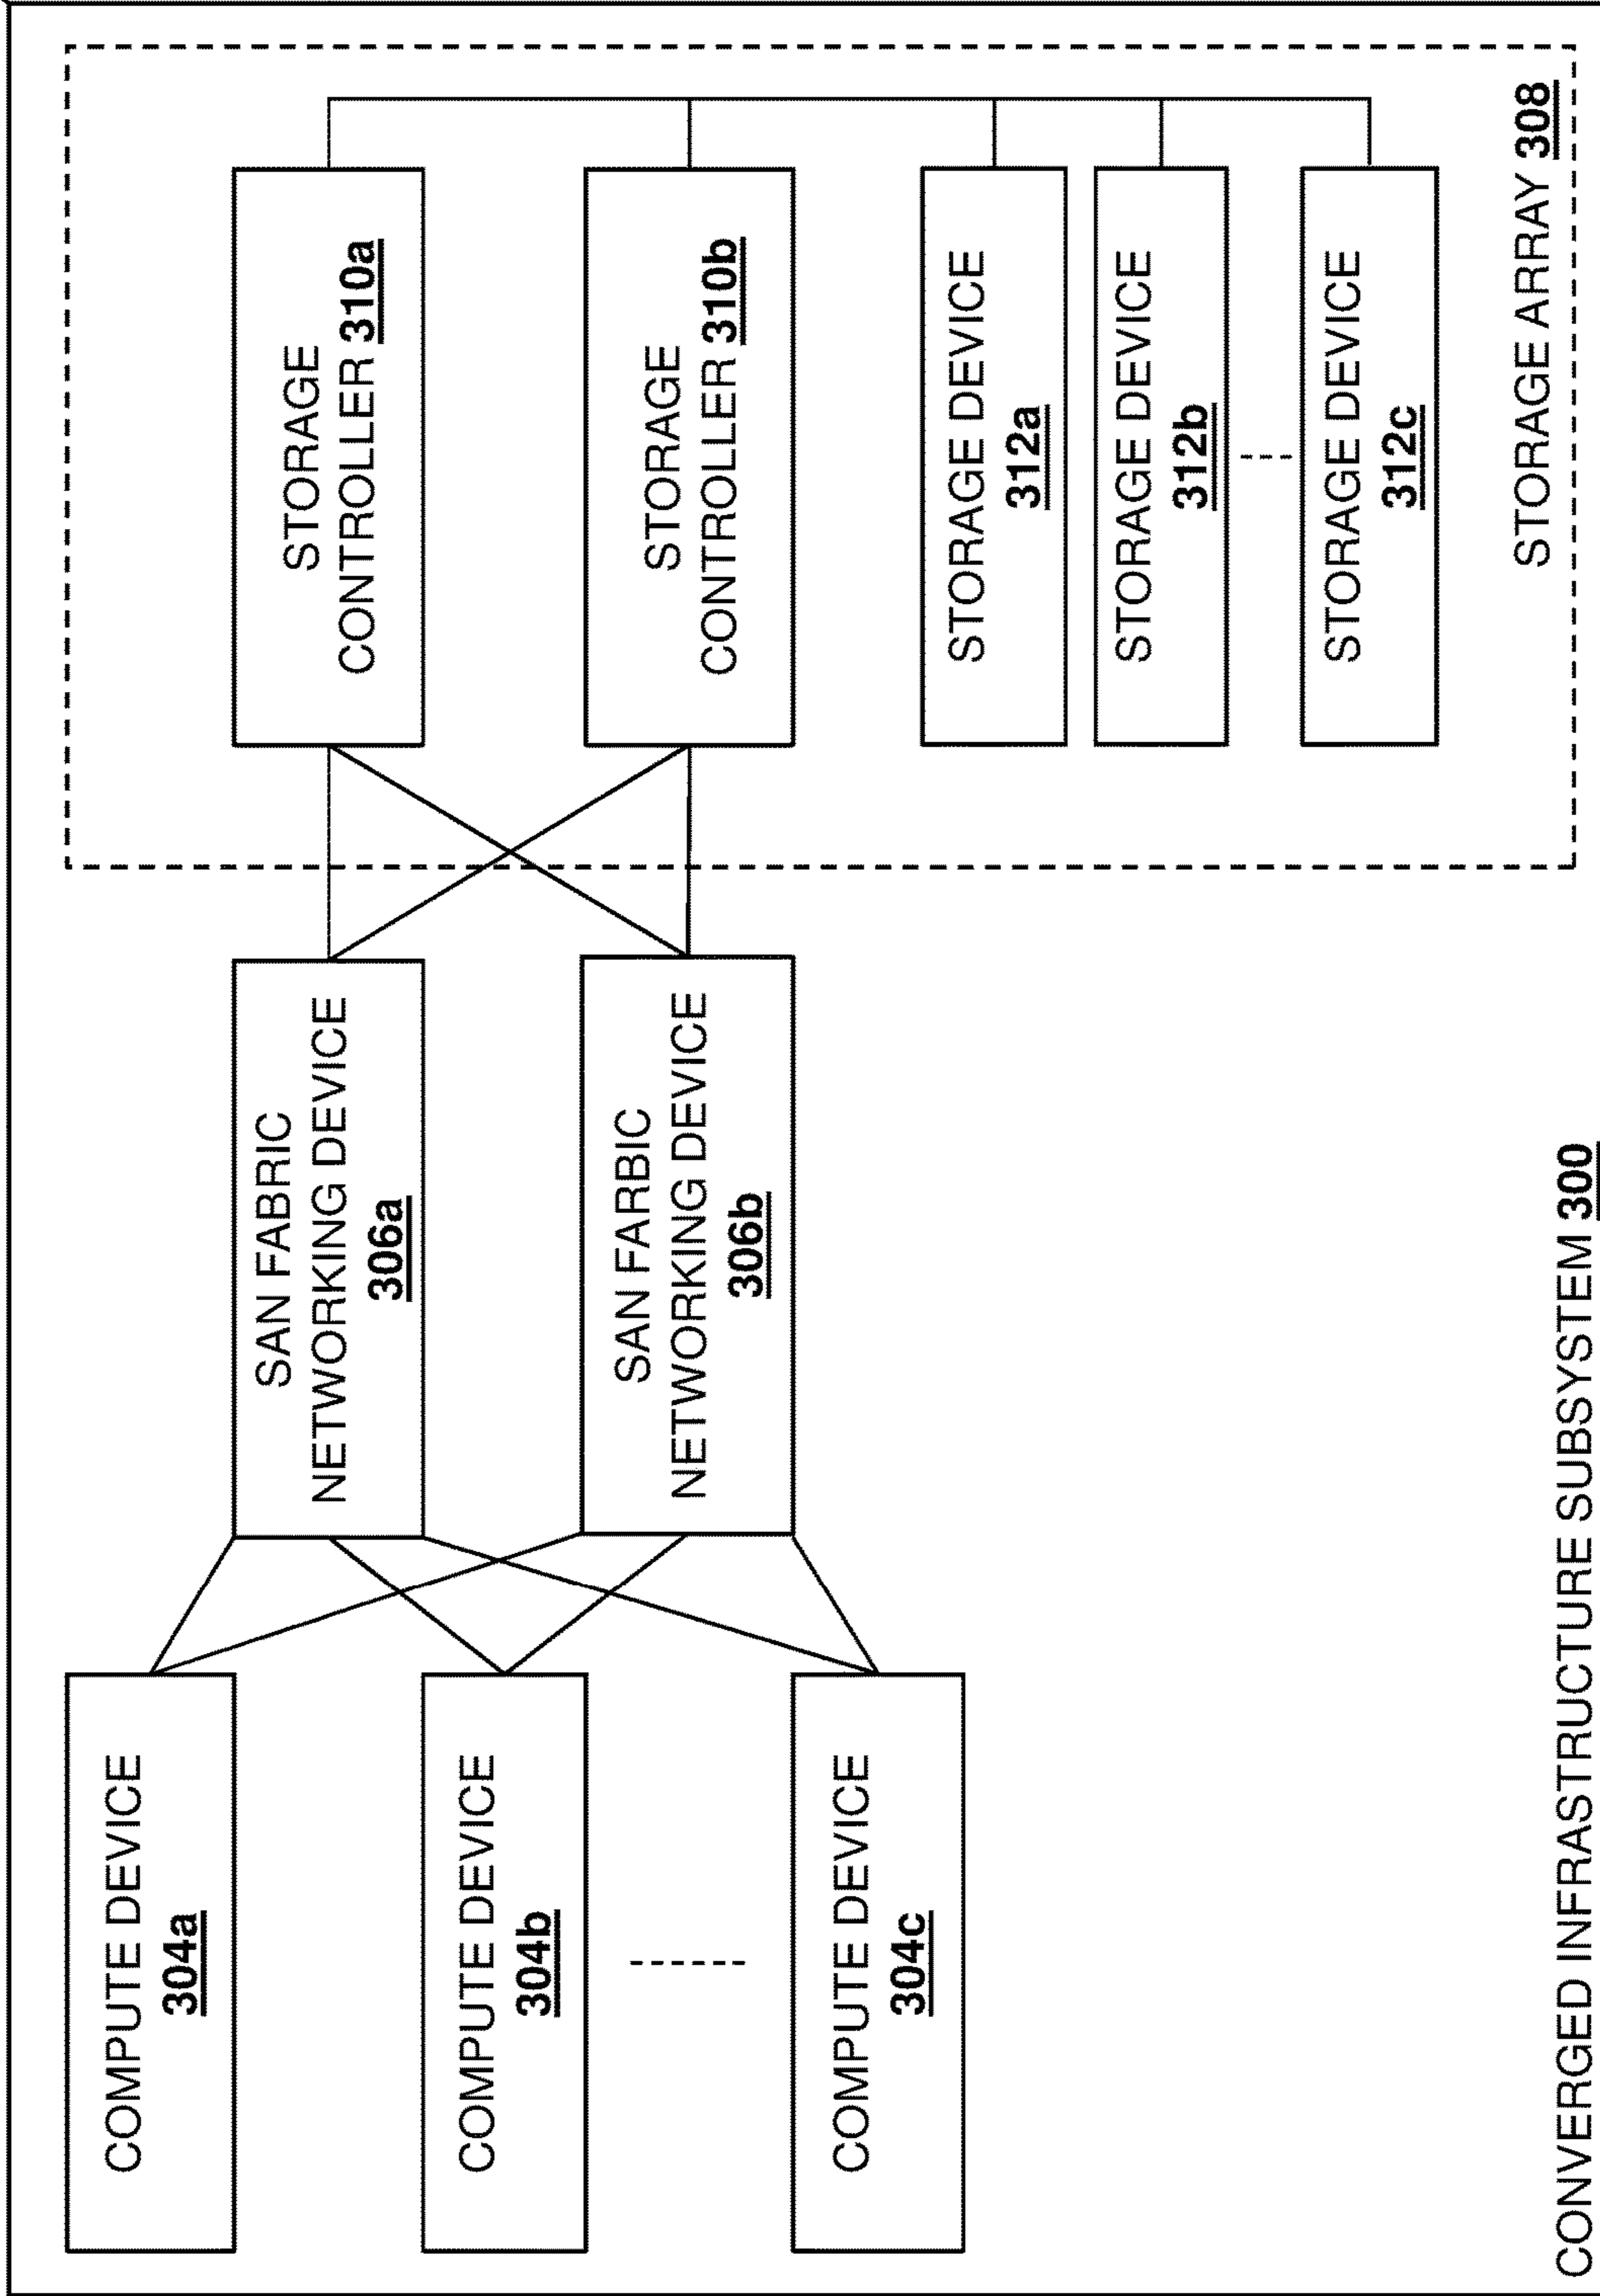 COMPUTE DEVICE
304a
COMPUTE DEVICE
304b
COMPUTE DEVICE
304c
SAN FABRIC
NETWORKING DEVICE
306a
SAN FARBIC
NETWORKING DEVICE
306b
STORAGE
CONTROLLER 310a
STORAGE
CONTROLLER 310b
STORAGE DEVICE
312a
STORAGE DEVICE
312b
STORAGE DEVICE
312c
STORAGE ARRAY 308
CONVERGED INFRASTRUCTURE SUBSYSTEM 300